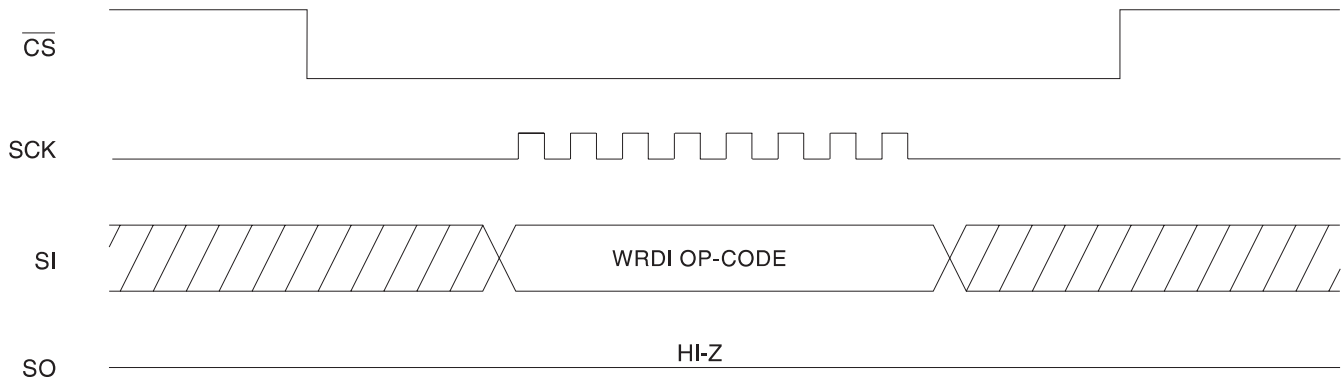 CS
SCK
SI
WRDI OP-CODE
HI-Z
SO